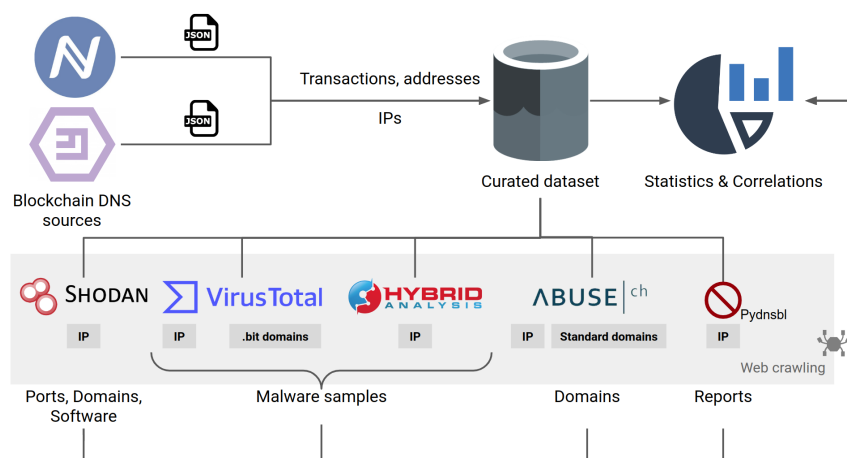 JSON
JSON
Transactions, addresses
IPs
Blockchain DNS
sources
Curated dataset
Statistics & Correlations
SHODAN
VirusTotal
HYBRID
ANALYSIS
ABUSE|ch
Pydnsbl
IP
IP
.bit domains
IP
IP
Standard domains
IP
Web crawling
Ports, Domains,
Software
Malware samples
Domains
Reports